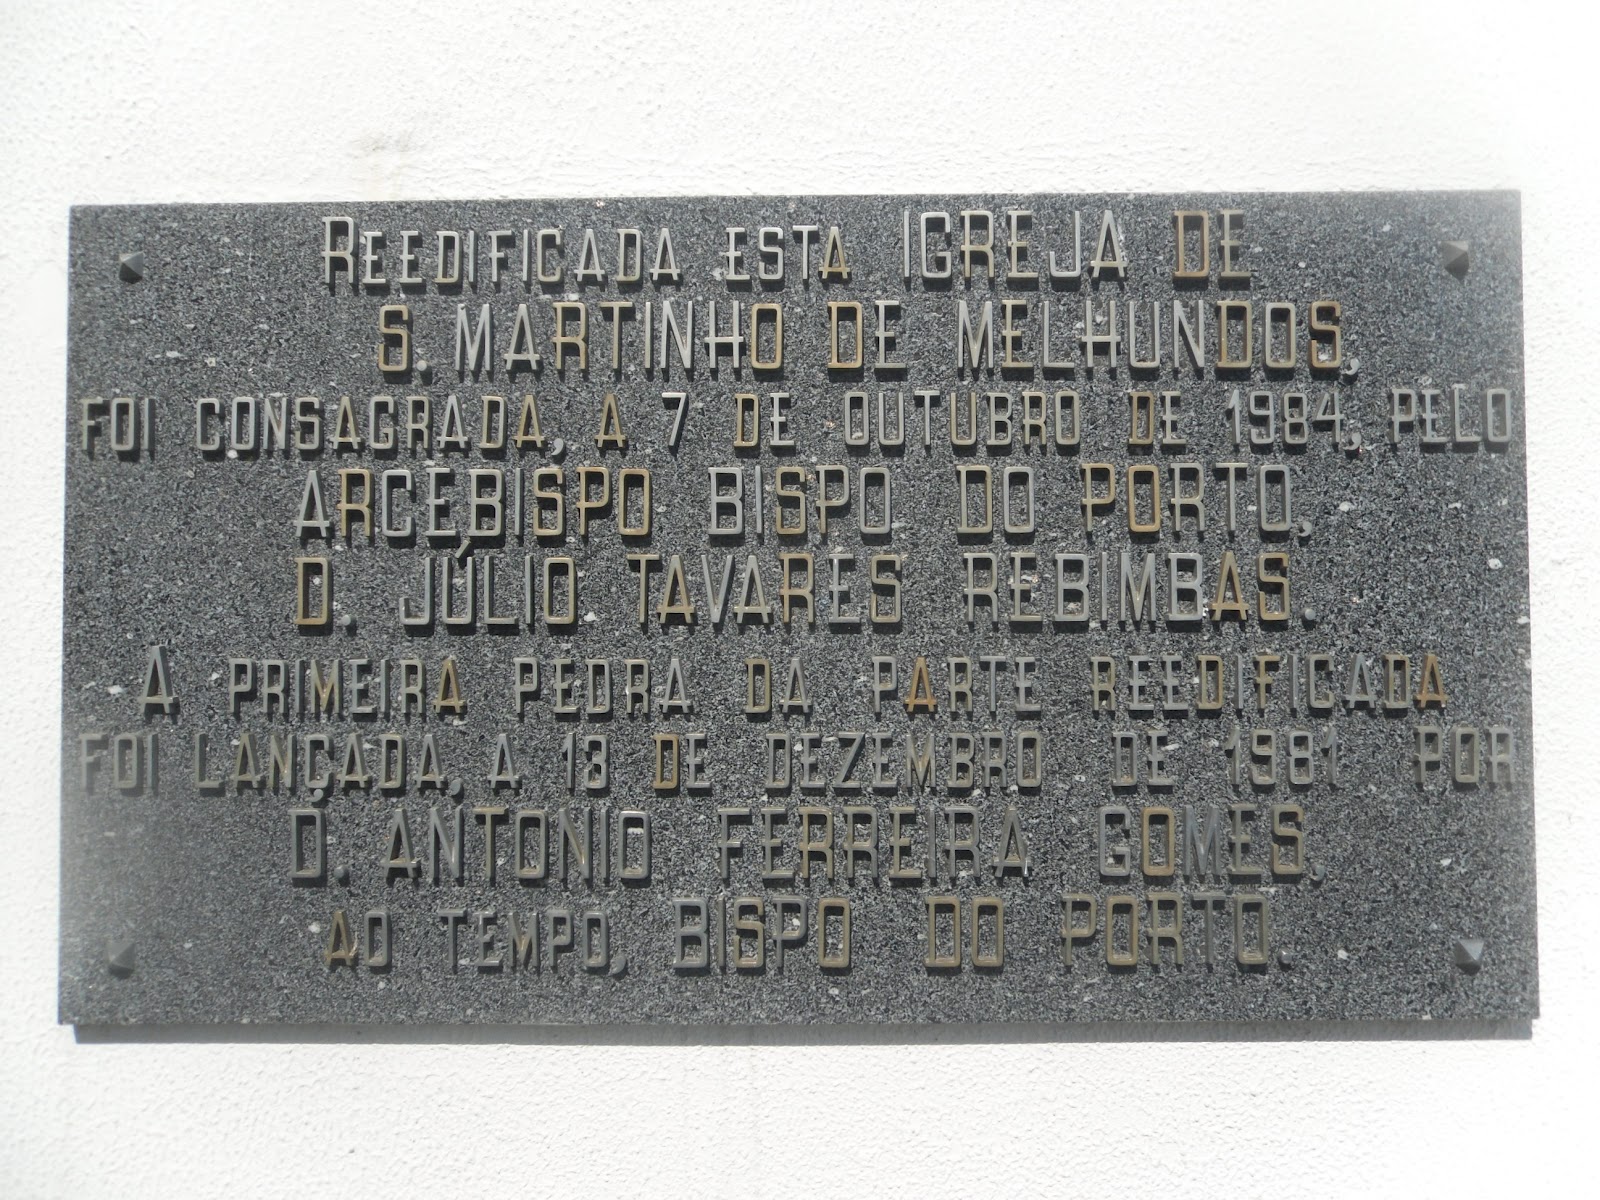 REEDIFICADA ESTA IGREJA DE
S. MARTINHO DE MELHUNDOS,
FOI CONSAGRADA, A 7 DE OUTUBRO DE 1984, PELO
ARCEBISPO BISPO DO PORTO,
D. JÚLIO TAVARES REBIMBAS.
A PRIMEIRA PEDRA DA PARTE REEDIFICADA
FOI LANÇADA, A 13 DE DEZEMBRO DE 1981 POR
D. ANTONIO FERREIRA GOMES,
AO TEMPO, BISPO DO PORTO.